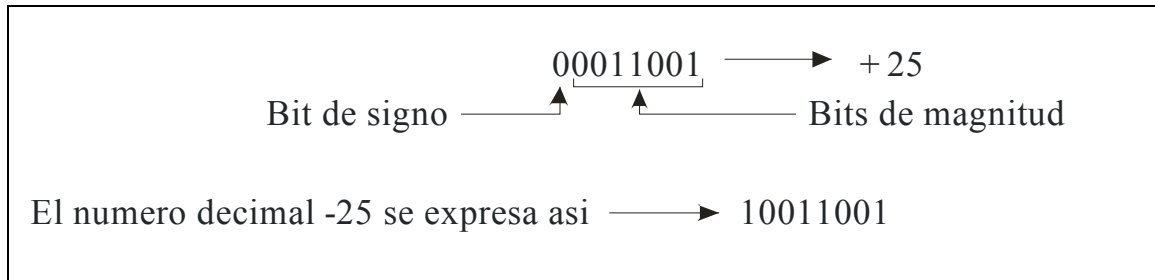 00011001 + 25
Bit de signo Bits de magnitud
El numero decimal -25 se expresa asi 10011001